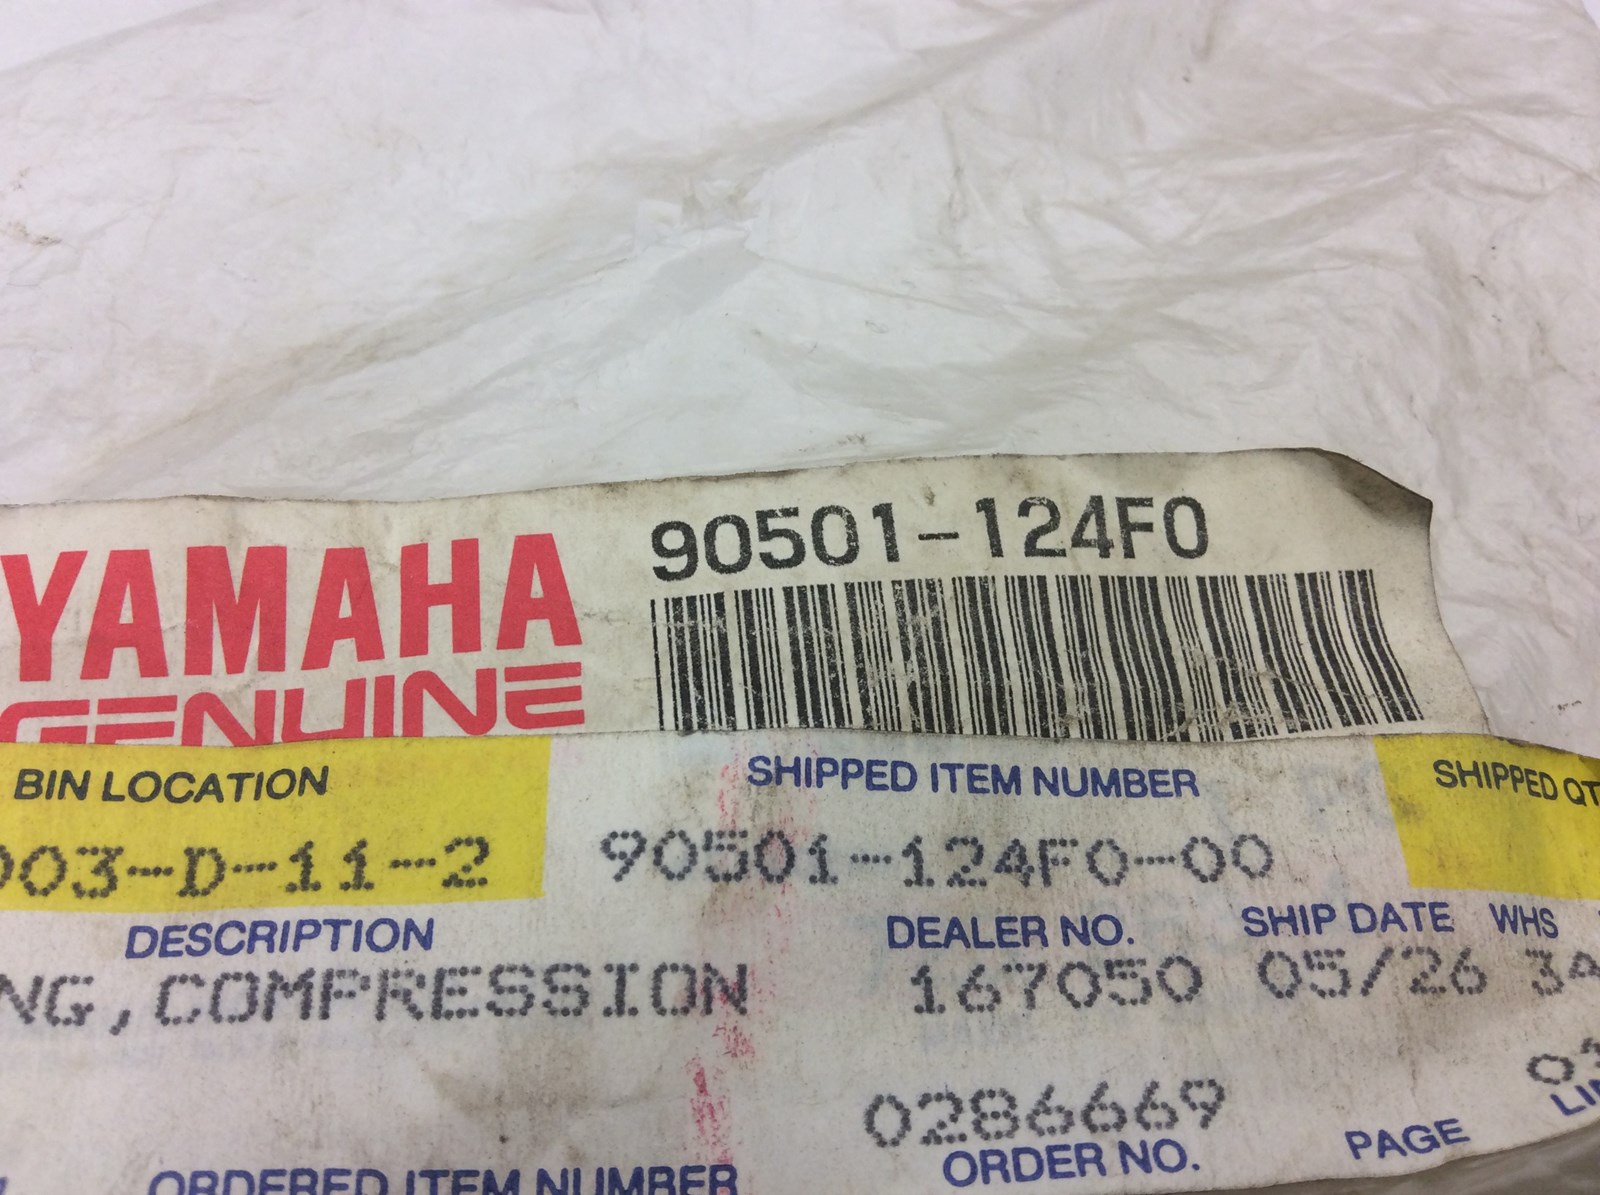 YAMAHA
GENUINE
90501-124F0
BIN LOCATION
SHIPPED ITEM NUMBER
SHIPPED QT
003-D-11-2
90501-124F0-00
DESCRIPTION
DEALER NO.
SHIP DATE
WHS
NG,COMPRESSION
167050
05/26
34
0286669
ORDERED ITEM NUMBER
ORDER NO.
PAGE